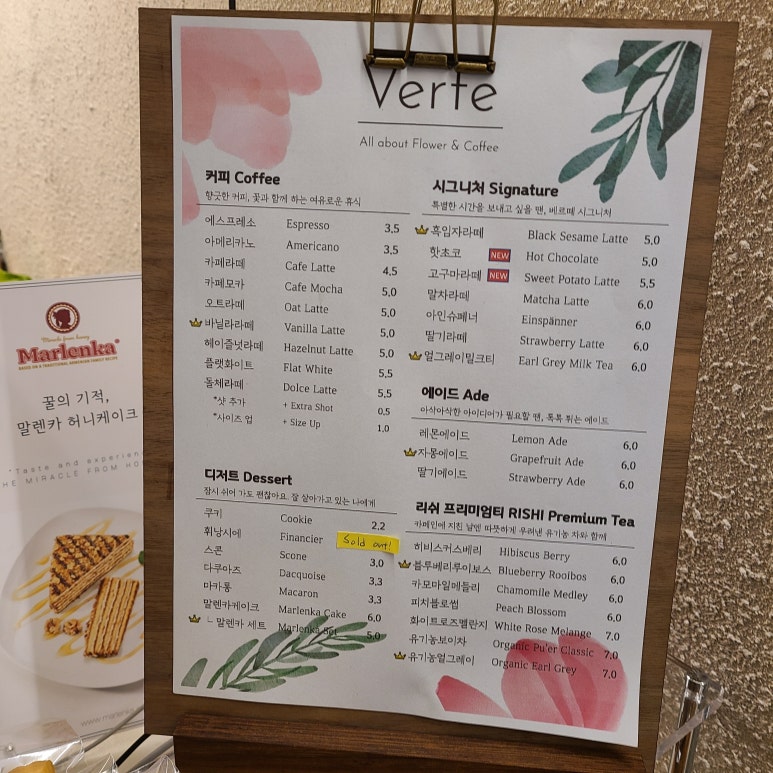 Verte
All about Flower & Coffee
커피 Coffee
향긋한 커피, 꽃과 함께 하는 여유로운 휴식
에스프레소 Espresso 3,5
아메리카노 Americano 3,5
카페라떼 Cafe Latte 4,5
카페모카 Cafe Mocha 5,0
오트라떼 Oat Latte 5,0
바닐라라떼 Vanilla Latte 5,0
헤이즐넛라떼 Hazelnut Latte 5,0
플랫화이트 Flat White 5,5
돌체라떼 Dolce Latte 5,5
*샷 추가 + Extra Shot 0,5
*사이즈 업 + Size Up 1,0
디저트 Dessert
잠시 쉬어 가도 괜찮아요. 잘 살아가고 있는 나에게
쿠키 Cookie 2,2
휘낭시에 Financier Sold out!
스콘 Scone 3,0
다쿠아즈 Dacquoise 3,3
마카롱 Macaron 3,3
말렌카케이크 Marlenka Cake 6,0
ㄴ말렌카 세트 Marlenka Set 5,0
시그니처 Signature
특별한 시간을 보내고 싶을 땐, 베르떼 시그니처
흑임자라떼 Black Sesame Latte 5,0
핫초코 NEW Hot Chocolate 5,0
고구마라떼 NEW Sweet Potato Latte 5,5
말차라떼 Matcha Latte 6,0
아인슈페너 Einspänner 6,0
딸기라떼 Strawberry Latte 6,0
얼그레이밀크티 Earl Grey Milk Tea 6,0
에이드 Ade
아삭아삭한 아이디어가 필요할 땐, 톡톡 튀는 에이드
레몬에이드 Lemon Ade 6,0
자몽에이드 Grapefruit Ade 6,0
딸기에이드 Strawberry Ade 6,0
리쉬 프리미엄티 RISHI Premium Tea
카페인에 지친 날엔 따뜻하게 우려낸 유기농 차와 함께
히비스커스베리 Hibiscus Berry 6,0
블루베리루이보스 Blueberry Rooibos 6,0
카모마일메들리 Chamomile Medley 6,0
피치블로썸 Peach Blossom 6,0
화이트로즈멜란지 White Rose Melange 7,0
유기농보이차 Organic Pu'er Classic 7,0
유기농얼그레이 Organic Earl Grey 7,0
Miracle from honey
Marlenka®
BASED ON A TRADITIONAL ARMENIAN FAMILY RECIPE
꿀의 기적,
말렌카 허니케이크
"Taste and experien
HE MIRACLE FROM HO
www.marlenka